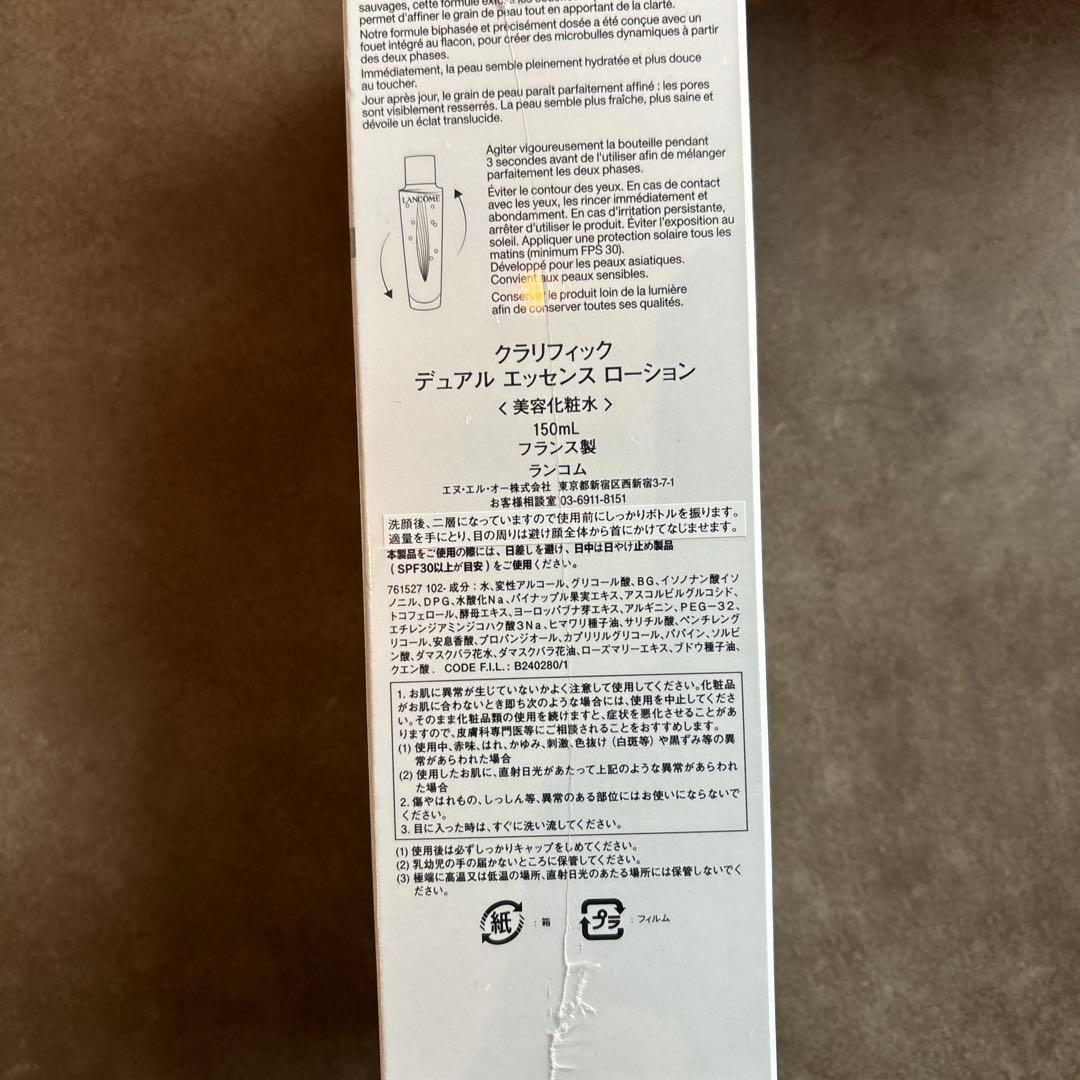 sauvages, cette formule
permet d'affiner le grain de peau tout en apportant de la clarté.
Notre formule biphasée et précisément dosée a été conçue avec un
fouet intégré au flacon, pour créer des microbulles dynamiques à partir
des deux phases.
Immédiatement, la peau semble pleinement hydratée et plus douce
au toucher.
Jour après jour, le grain de peau paraît parfaitement affiné : les pores
sont visiblement resserrés. La peau semble plus fraîche, plus saine et
dévoile un éclat translucide.
LANCÔME
Agiter vigoureusement la bouteille pendant
3 secondes avant de l'utiliser afin de mélanger
parfaitement les deux phases.
Éviter le contour des yeux. En cas de contact
avec les yeux, les rincer immédiatement et
abondamment. En cas d'irritation persistante,
arrêter d'utiliser le produit. Éviter l'exposition au
soleil. Appliquer une protection solaire tous les
matins (minimum FPS 30).
Développé pour les peaux asiatiques.
Convient aux peaux sensibles.
Conserver le produit loin de la lumière
afin de conserver toutes ses qualités.
クラリフィック
デュアル エッセンス ローション
〈 美容化粧水 〉
150mL
フランス製
ランコム
エヌ・エル・オー株式会社 東京都新宿区西新宿3-7-1
お客様相談室 03-6911-8151
洗顔後、二層になっていますので使用前にしっかりボトルを振ります。
適量を手にとり、目の周りは避け顔全体から首にかけてなじませます。
本製品をご使用の際には、日差しを避け、日中は日やけ止め製品
(SPF30以上が目安)をご使用ください。
761527 102- 成分：水、変性アルコール、グリコール酸、BG、イソノナン酸イソ
ノニル、DPG、水酸化Na、パイナップル果実エキス、アスコルビルグルコシド、
トコフェロール、酵母エキス、ヨーロッパブナ芽エキス、アルギニン、PEG－32、
エチレンジアミンジコハク酸3Na、ヒマワリ種子油、サリチル酸、ペンチレング
リコール、安息香酸、プロパンジオール、カプリリルグリコール、パパイン、ソルビ
ン酸、ダマスクバラ花水、ダマスクバラ花油、ローズマリーエキス、ブドウ種子油、
クエン酸． CODE F.I.L.：B240280/1
1. お肌に異常が生じていないかよく注意して使用してください。化粧品
がお肌に合わないとき即ち次のような場合には、使用を中止してくださ
い。そのまま化粧品類の使用を続けますと、症状を悪化させることがあ
りますので、皮膚科専門医等にご相談されることをおすすめします。
(1) 使用中、赤味、はれ、かゆみ、刺激、色抜け（白斑等）や黒ずみ等の異
常があらわれた場合
(2) 使用したお肌に、直射日光があたって上記のような異常があらわれ
た場合
2. 傷やはれもの、しっしん等、異常のある部位にはお使いにならないで
ください。
3. 目に入った時は、すぐに洗い流してください。
(1) 使用後は必ずしっかりキャップをしめてください。
(2) 乳幼児の手の届かないところに保管してください。
(3) 極端に高温又は低温の場所、直射日光のあたる場所には保管しないでく
ださい。
紙：箱 プラ：フィルム